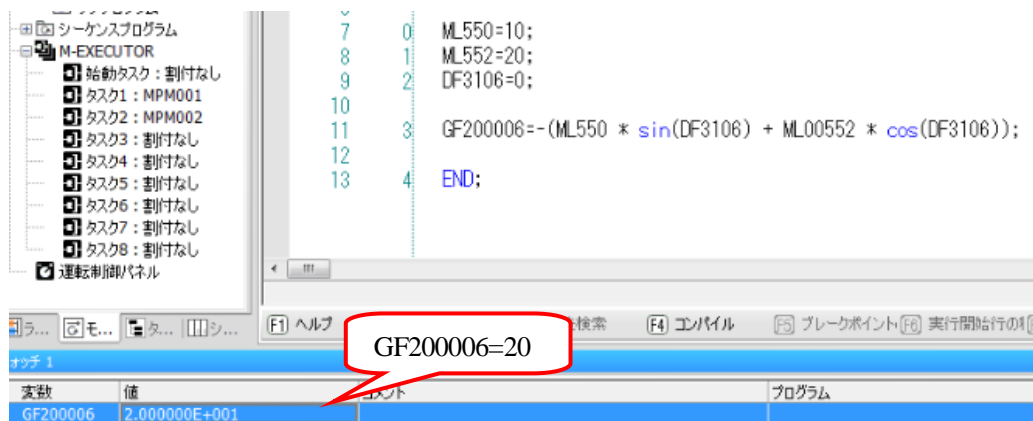 シーケンスプログラム
M-EXECUTOR
始動タスク : 割付なし
タスク1 : MPM001
タスク2 : MPM002
タスク3 : 割付なし
タスク4 : 割付なし
タスク5 : 割付なし
タスク6 : 割付なし
タスク7 : 割付なし
タスク8 : 割付なし
運転制御パネル
7 0 ML550=10;
8 1 ML552=20;
9 2 DF3106=0;
10
11 3 GF200006=-(ML550 * sin(DF3106) + ML00552 * cos(DF3106));
12
13 4 END;
ラ... モ... タ... シ...
F1 ヘルプ 検索 F4 コンパイル F5 ブレークポイント F6 実行開始行の
GF200006=20
ォッチ 1
変数 値 コメント プログラム
GF200006 2.000000E+001